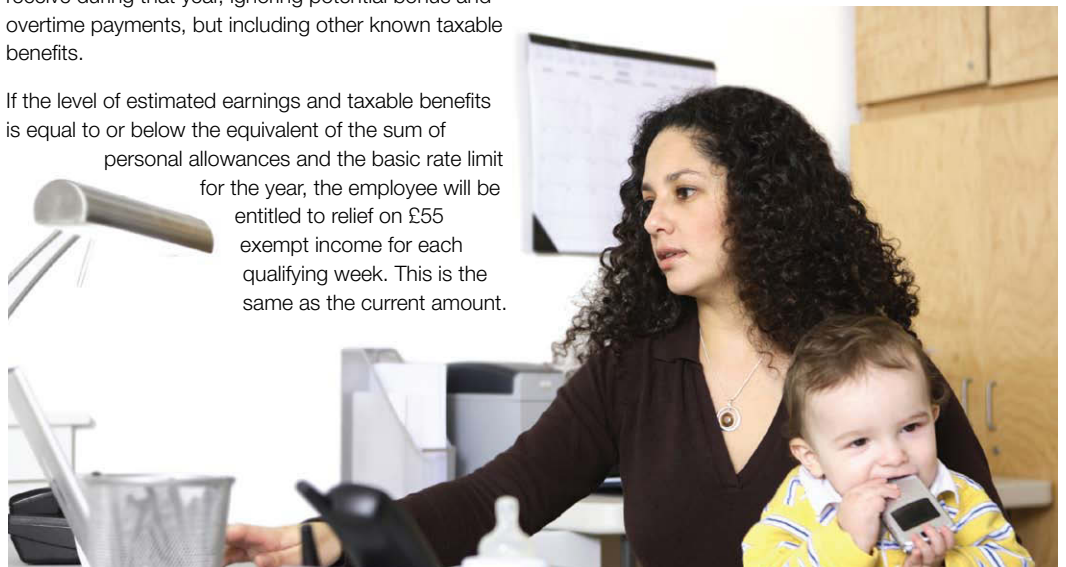 receive during that year, ignoring potential bonus and
overtime payments, but including other known taxable
benefits.
If the level of estimated earnings and taxable benefits
is equal to or below the equivalent of the sum of
personal allowances and the basic rate limit
for the year, the employee will be
entitled to relief on £55
exempt income for each
qualifying week. This is the
same as the current amount.